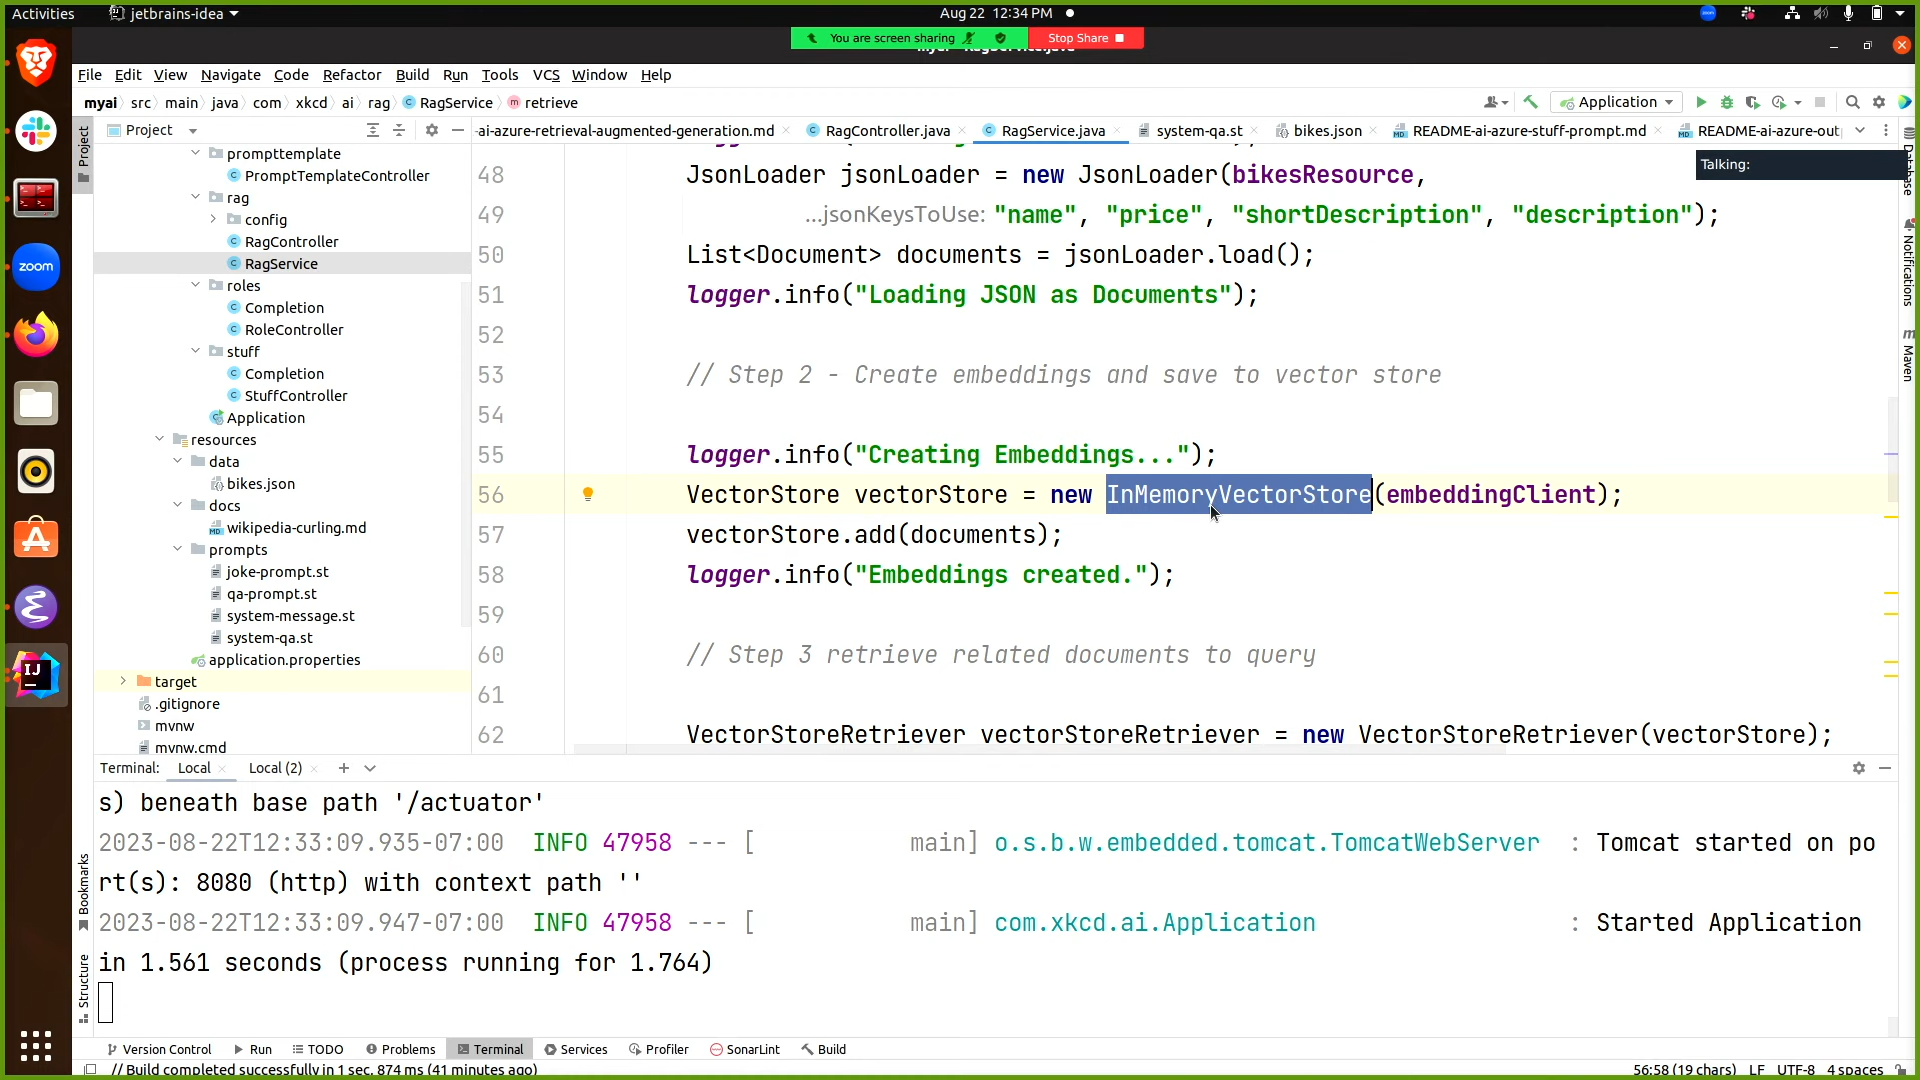 Activities
jetbrains-idea
Aug 22 12:34 PM
zoom
You are screen sharing
Stop Share
File Edit View Navigate Code Refactor Build Run Tools VCS Window Help
myai src main java com xkcd ai rag RagService retrieve
Application
Project
-ai-azure-retrieval-augmented-generation.md
RagController.java
RagService.java
system-qa.st
bikes.json
README-ai-azure-stuff-prompt.md
README-ai-azure-out
Talking:
Project
Database
Notifications
Maven
prompttemplate
PromptTemplateController
rag
config
RagController
RagService
roles
Completion
RoleController
stuff
Completion
StuffController
Application
resources
data
bikes.json
docs
wikipedia-curling.md
prompts
joke-prompt.st
qa-prompt.st
system-message.st
system-qa.st
application.properties
target
.gitignore
mvnw
mvnw.cmd
48 JsonLoader jsonLoader = new JsonLoader(bikesResource,
49 ...jsonKeysToUse: "name", "price", "shortDescription", "description");
50 List<Document> documents = jsonLoader.load();
51 logger.info("Loading JSON as Documents");
52
53 // Step 2 - Create embeddings and save to vector store
54
55 logger.info("Creating Embeddings...");
56 VectorStore vectorStore = new InMemoryVectorStore(embeddingClient);
57 vectorStore.add(documents);
58 logger.info("Embeddings created.");
59
60 // Step 3 retrieve related documents to query
61
62 VectorStoreRetriever vectorStoreRetriever = new VectorStoreRetriever(vectorStore);
zoom
IJ
Terminal: Local Local (2)
s) beneath base path '/actuator'
2023-08-22T12:33:09.935-07:00 INFO 47958 --- [ main] o.s.b.w.embedded.tomcat.TomcatWebServer : Tomcat started on po
rt(s): 8080 (http) with context path ''
2023-08-22T12:33:09.947-07:00 INFO 47958 --- [ main] com.xkcd.ai.Application : Started Application
in 1.561 seconds (process running for 1.764)
Bookmarks
Structure
Version Control Run TODO Problems Terminal Services Profiler SonarLint Build
// Build completed successfully in 1 sec, 874 ms (41 minutes ago)
56:58 (19 chars) LF UTF-8 4 spaces